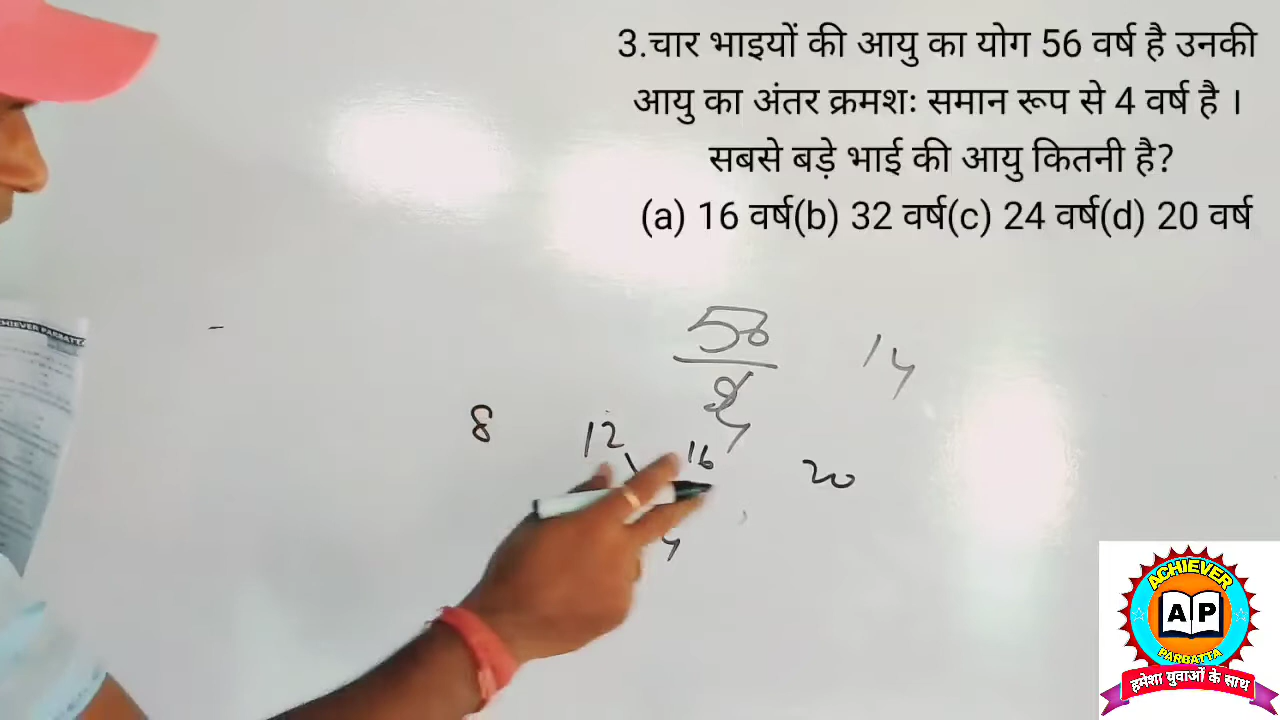 3.चार भाइयों की आयु का योग 56 वर्ष है उनकी
आयु का अंतर क्रमशः समान रूप से 4 वर्ष है ।
सबसे बड़े भाई की आयु कितनी है?
(a) 16 वर्ष(b) 32 वर्ष(c) 24 वर्ष(d) 20 वर्ष
56
14
8 12 16 20
ACHIEVER
AP
PARBATTA
हमेशा युवाओं के साथ